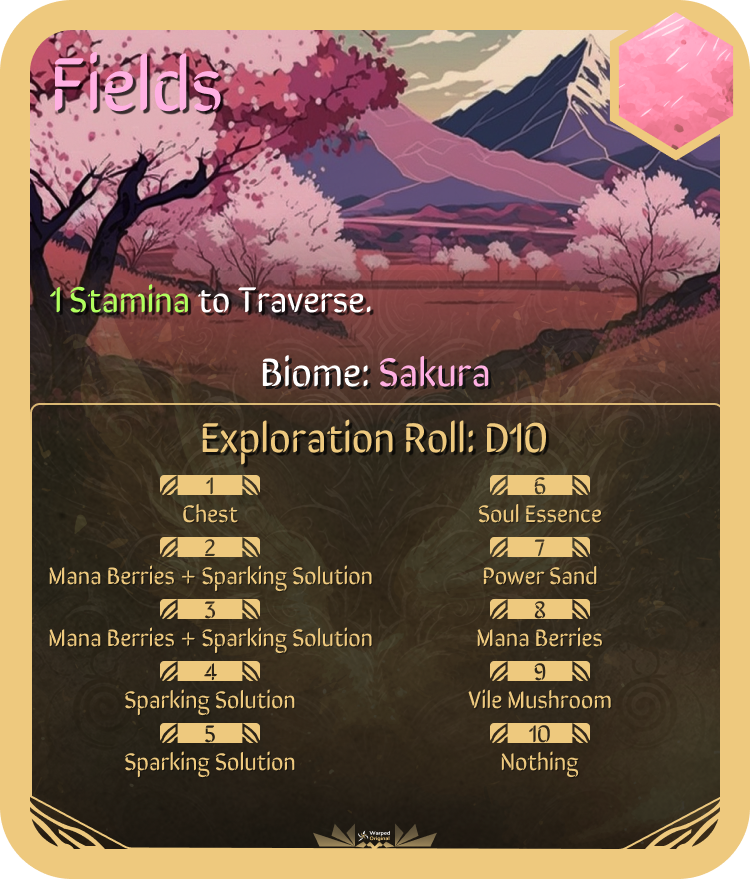 Fields
1 Stamina to Traverse.
Biome: Sakura
Exploration Roll: D10
1
Chest
2
Mana Berries + Sparking Solution
3
Mana Berries + Sparking Solution
4
Sparking Solution
5
Sparking Solution
6
Soul Essence
7
Power Sand
8
Mana Berries
9
Vile Mushroom
10
Nothing
Warped
Original